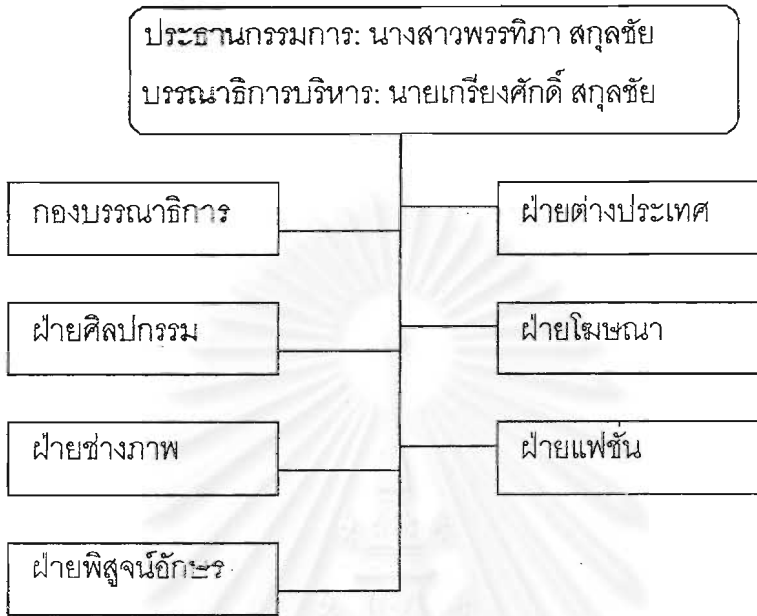 ประธานกรรมการ: นางสาวพรรทิภา สกุลชัย
บรรณาธิการบริหาร: นายเกรียงศักดิ์ สกุลชัย
กองบรรณาธิการ
ฝ่ายต่างประเทศ
ฝ่ายศิลปกรรม
ฝ่ายโฆษณา
ฝ่ายช่างภาพ
ฝ่ายแฟชั่น
ฝ่ายพิสูจน์อักษร